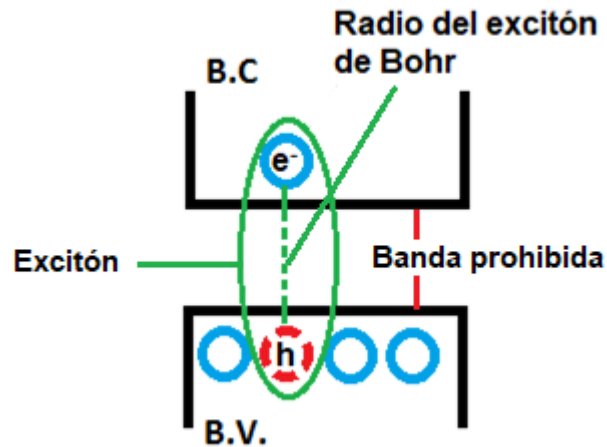 Radio del excitón
de Bohr
B.C
e⁻
Excitón
Banda prohibida
h
B.V.